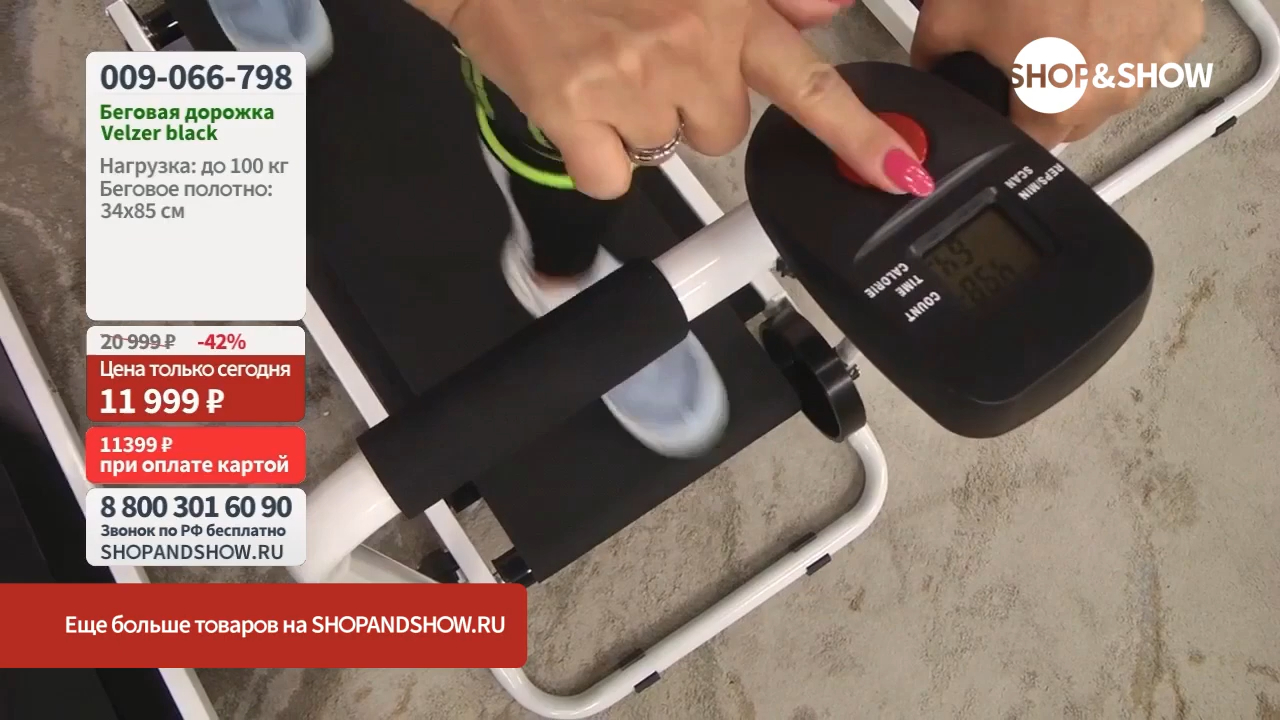 009-066-798
Беговая дорожка
Velzer black
Нагрузка: до 100 кг
Беговое полотно:
34х85 см
20 999 ₽ -42%
Цена только сегодня
11 999 ₽
11399 ₽
при оплате картой
8 800 301 60 90
Звонок по РФ бесплатно
SHOPANDSHOW.RU
Еще больше товаров на SHOPANDSHOW.RU
SHOP&SHOW
REPS/MIN
SCAN
CALORIE
TIME
COUNT